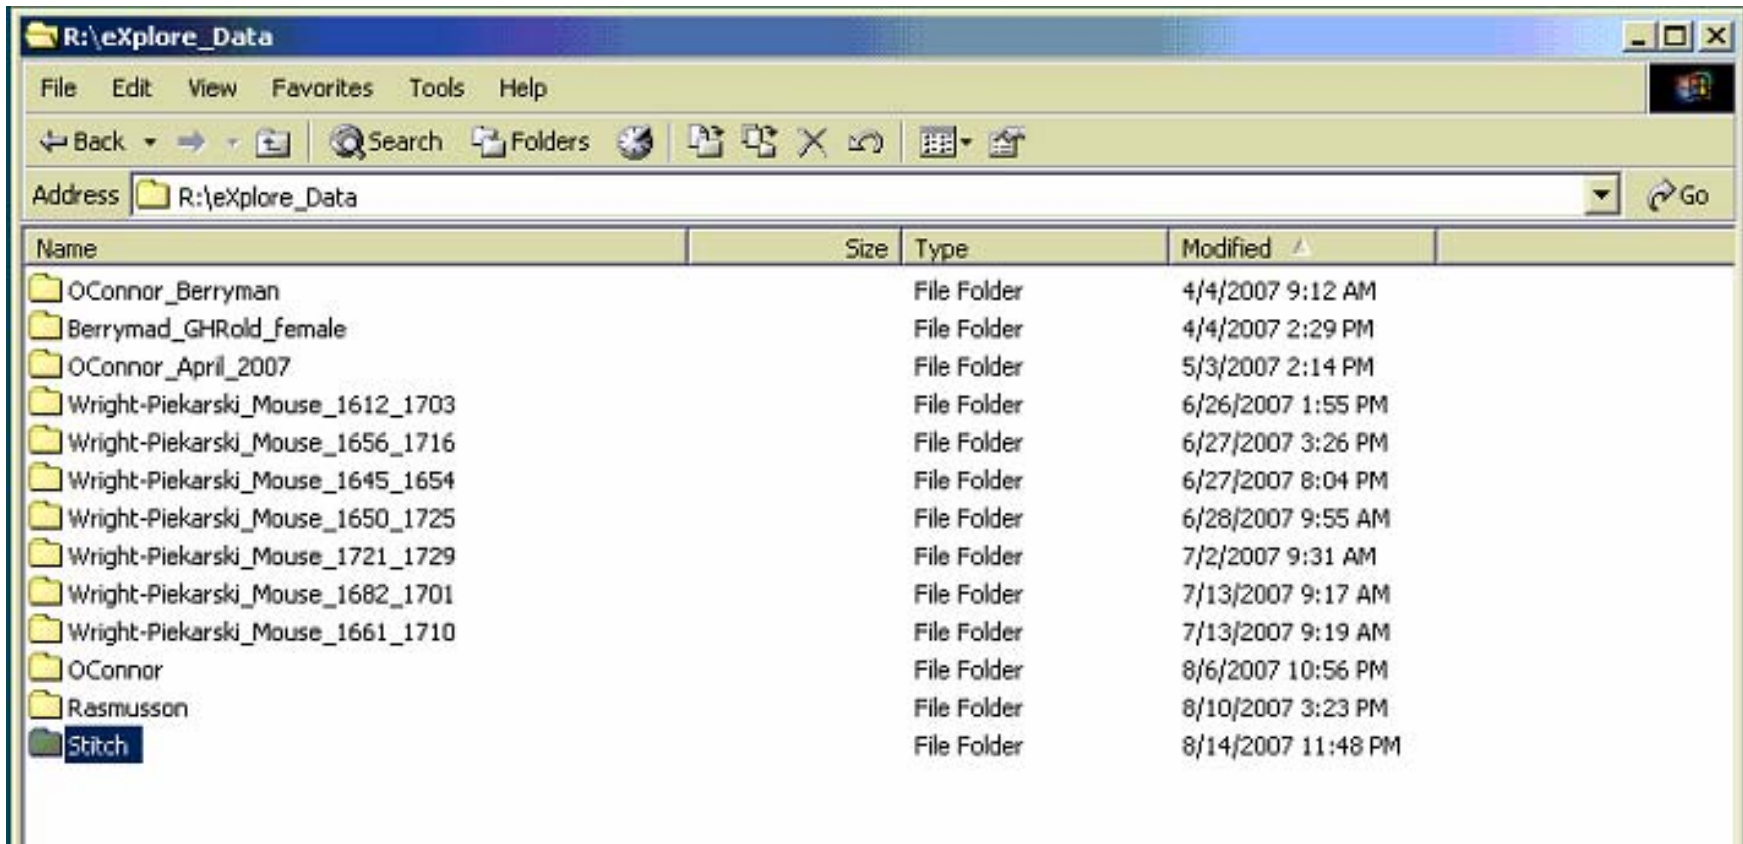 R:\eXplore_Data
File Edit View Favorites Tools Help
Back Search Folders
Address R:\eXplore_Data Go
Name Size Type Modified
OConnor_Berryman File Folder 4/4/2007 9:12 AM
Berrymad_GHRold_female File Folder 4/4/2007 2:29 PM
OConnor_April_2007 File Folder 5/3/2007 2:14 PM
Wright-Piekarski_Mouse_1612_1703 File Folder 6/26/2007 1:55 PM
Wright-Piekarski_Mouse_1656_1716 File Folder 6/27/2007 3:26 PM
Wright-Piekarski_Mouse_1645_1654 File Folder 6/27/2007 8:04 PM
Wright-Piekarski_Mouse_1650_1725 File Folder 6/28/2007 9:55 AM
Wright-Piekarski_Mouse_1721_1729 File Folder 7/2/2007 9:31 AM
Wright-Piekarski_Mouse_1682_1701 File Folder 7/13/2007 9:17 AM
Wright-Piekarski_Mouse_1661_1710 File Folder 7/13/2007 9:19 AM
OConnor File Folder 8/6/2007 10:56 PM
Rasmusson File Folder 8/10/2007 3:23 PM
Stitch File Folder 8/14/2007 11:48 PM